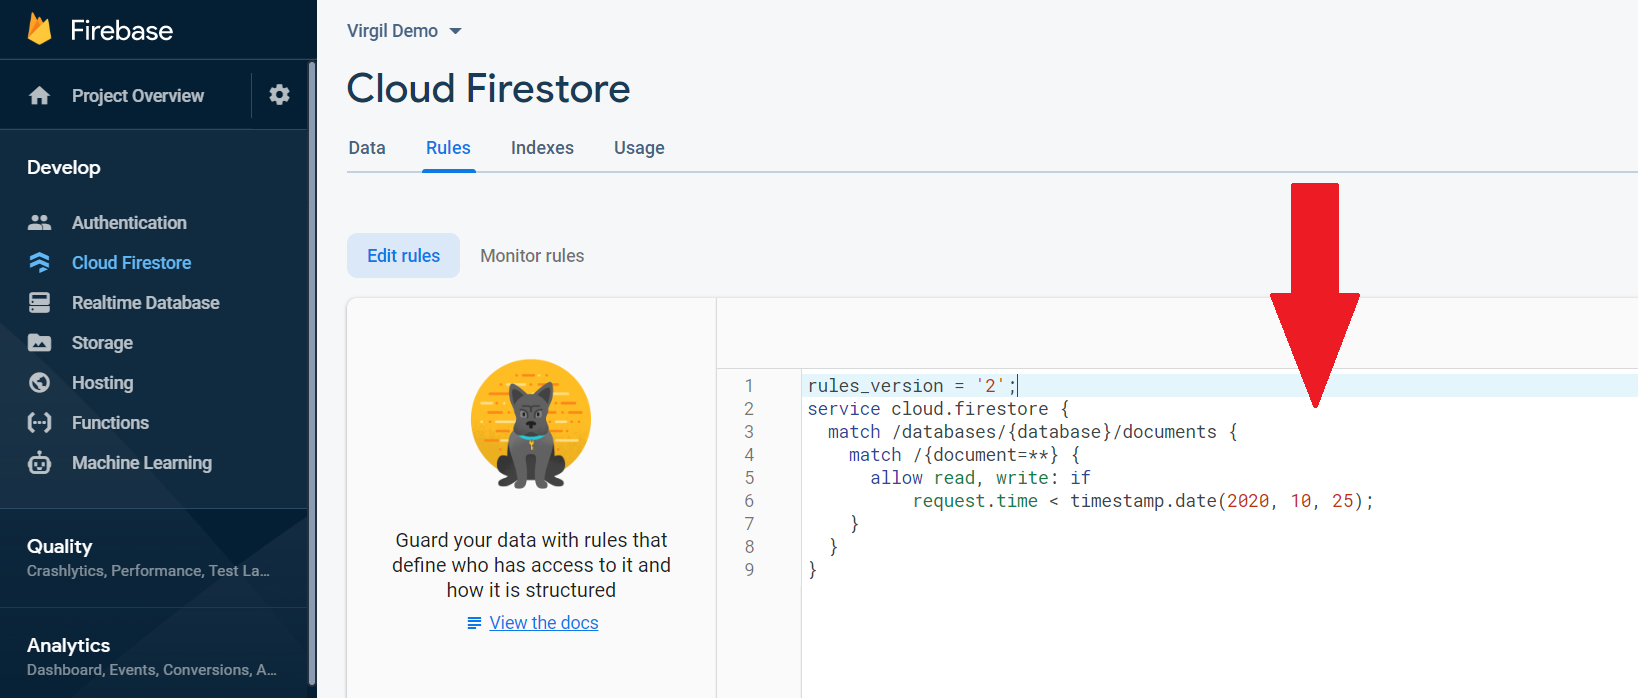 Firebase
Project Overview
Develop
Authentication
Cloud Firestore
Realtime Database
Storage
Hosting
Functions
Machine Learning
Quality
Crashlytics, Performance, Test La...
Analytics
Dashboard, Events, Conversions, A...
Virgil Demo
Cloud Firestore
Data Rules Indexes Usage
Edit rules Monitor rules
Guard your data with rules that
define who has access to it and
how it is structured
View the docs
1 rules_version = '2';
2 service cloud.firestore {
3   match /databases/{database}/documents {
4     match /{document=**} {
5       allow read, write: if
6           request.time < timestamp.date(2020, 10, 25);
7     }
8   }
9 }